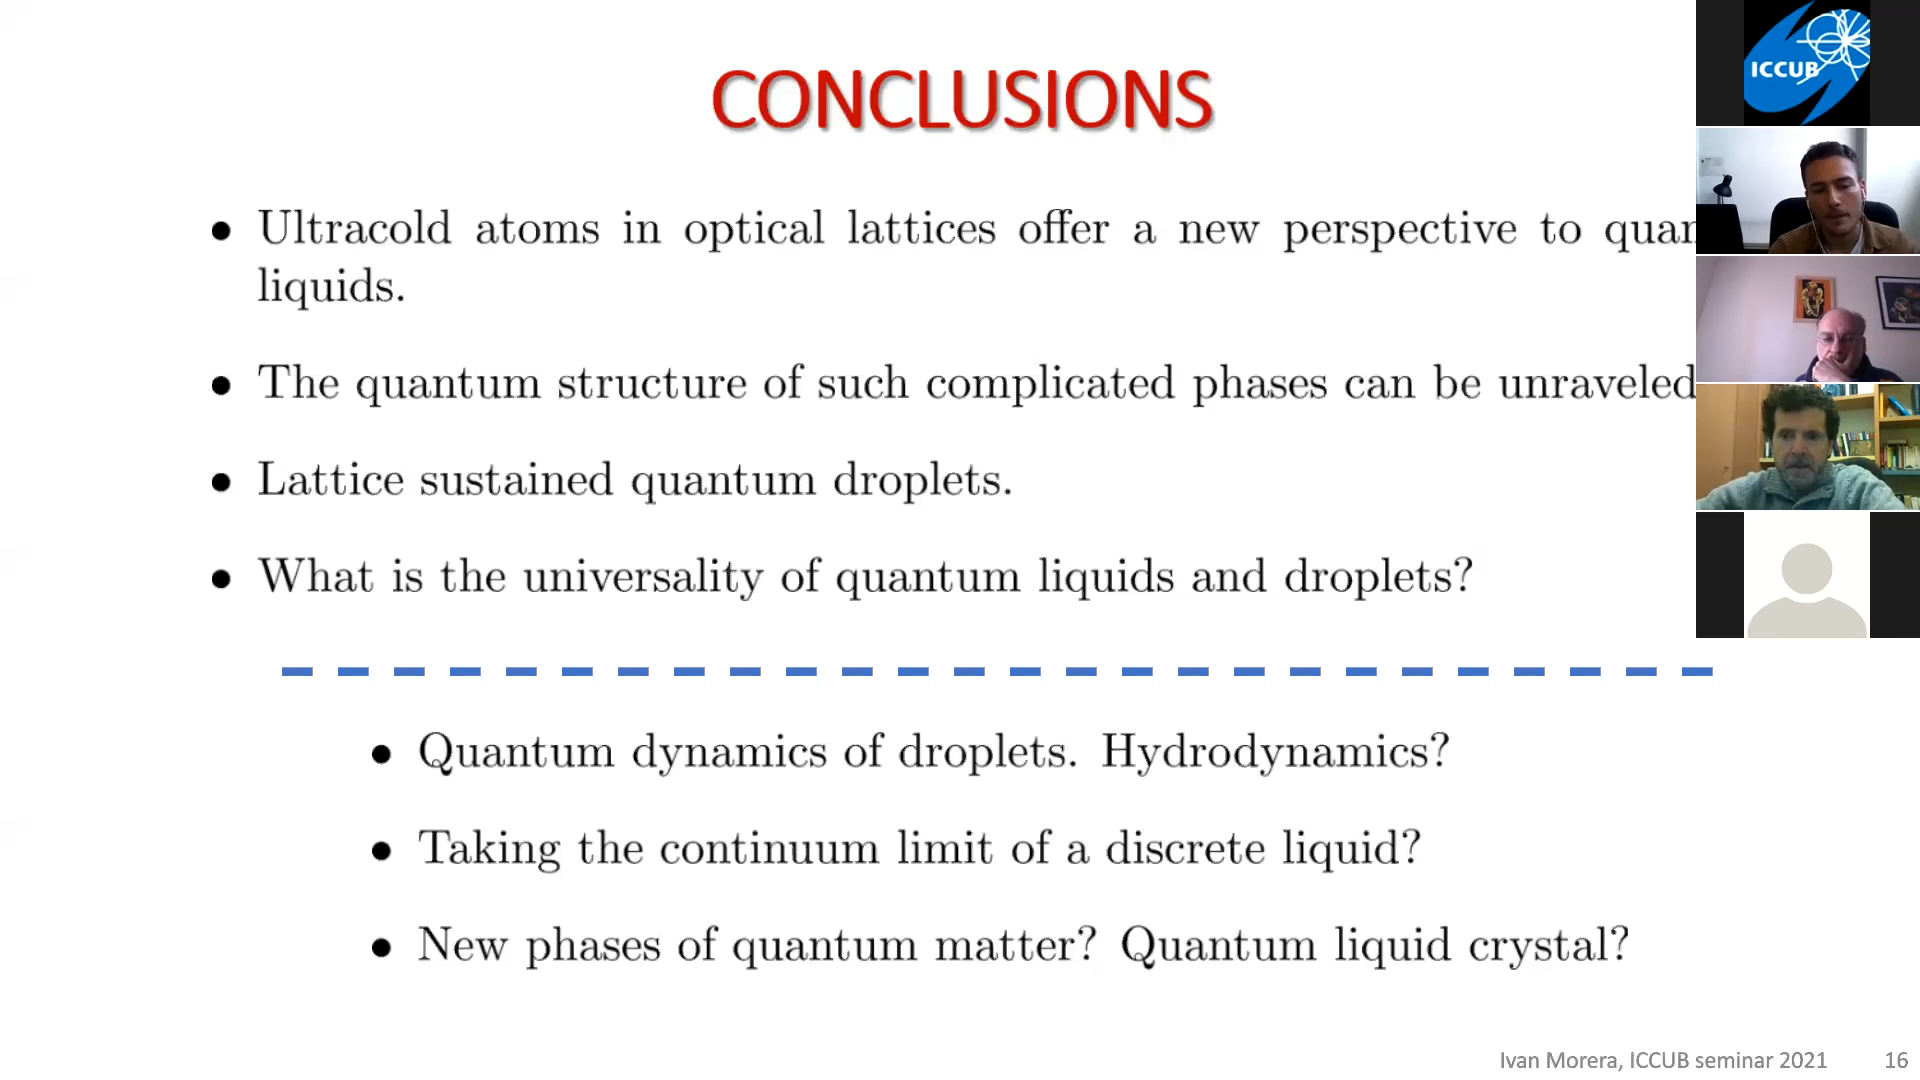 CONCLUSIONS
ICCUB
• Ultracold atoms in optical lattices offer a new perspective to quan
liquids.
• The quantum structure of such complicated phases can be unraveled
• Lattice sustained quantum droplets.
• What is the universality of quantum liquids and droplets?
• Quantum dynamics of droplets. Hydrodynamics?
• Taking the continuum limit of a discrete liquid?
• New phases of quantum matter? Quantum liquid crystal?
Ivan Morera, ICCUB seminar 2021 16